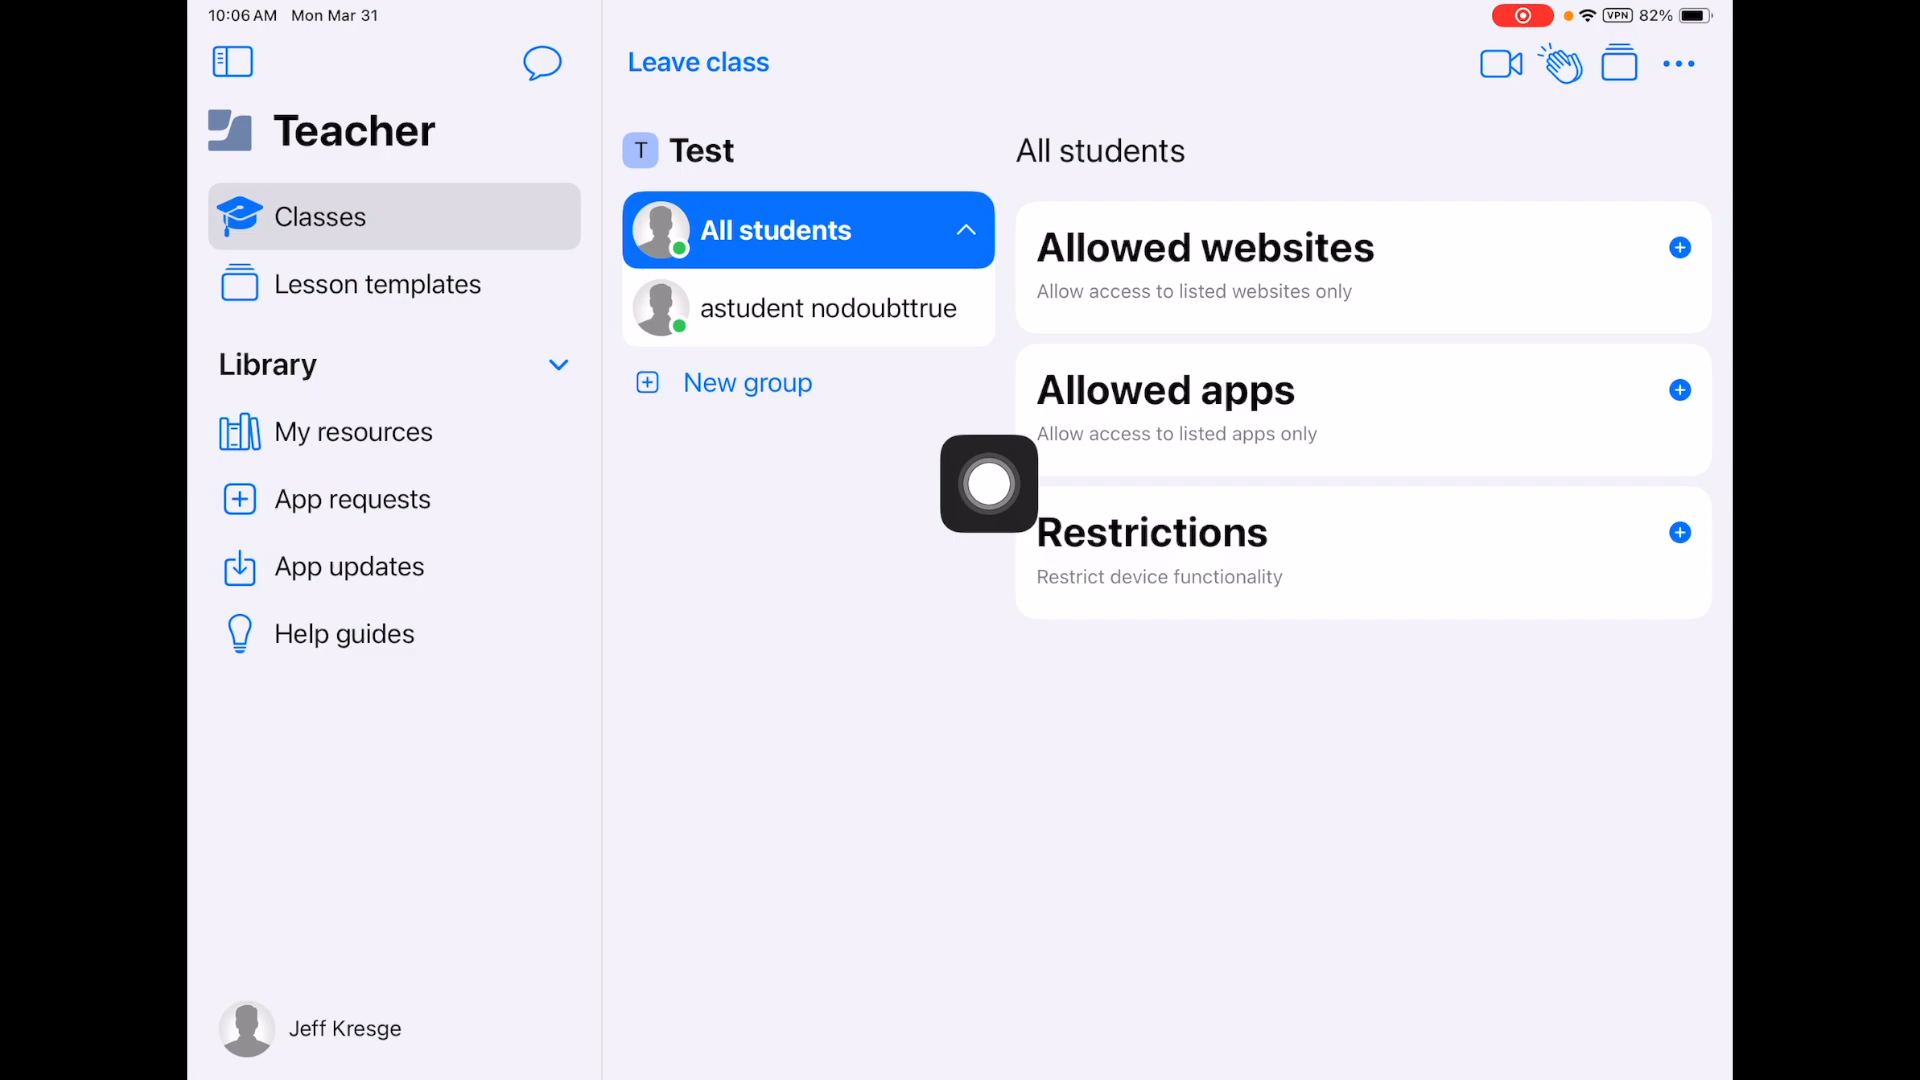 10:06 AM Mon Mar 31
VPN 82%
Teacher
Classes
Lesson templates
Library
My resources
App requests
App updates
Help guides
Jeff Kresge
Leave class
T Test
All students
astudent nodoubttrue
New group
All students
Allowed websites
Allow access to listed websites only
Allowed apps
Allow access to listed apps only
Restrictions
Restrict device functionality